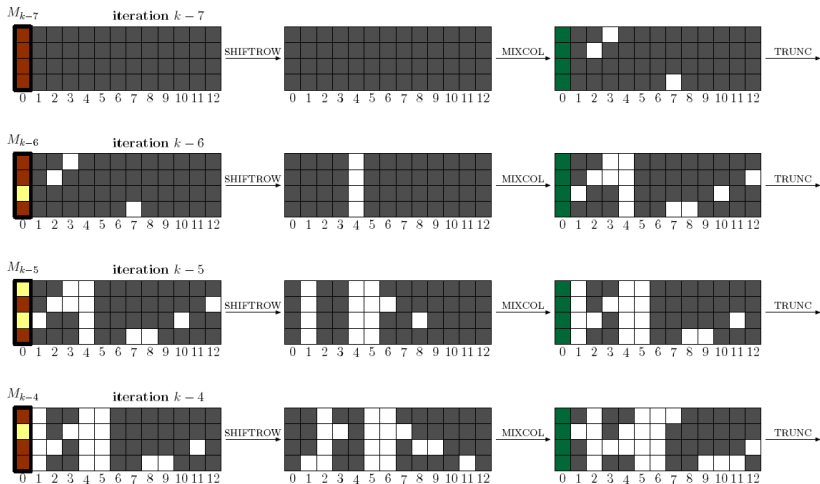 M_{k−7} iteration k − 7
SHIFTROW MIXCOL TRUNC
0 1 2 3 4 5 6 7 8 9 10 11 12 0 1 2 3 4 5 6 7 8 9 10 11 12 0 1 2 3 4 5 6 7 8 9 10 11 12
M_{k−6} iteration k − 6
SHIFTROW MIXCOL TRUNC
0 1 2 3 4 5 6 7 8 9 10 11 12 0 1 2 3 4 5 6 7 8 9 10 11 12 0 1 2 3 4 5 6 7 8 9 10 11 12
M_{k−5} iteration k − 5
SHIFTROW MIXCOL TRUNC
0 1 2 3 4 5 6 7 8 9 10 11 12 0 1 2 3 4 5 6 7 8 9 10 11 12 0 1 2 3 4 5 6 7 8 9 10 11 12
M_{k−4} iteration k − 4
SHIFTROW MIXCOL TRUNC
0 1 2 3 4 5 6 7 8 9 10 11 12 0 1 2 3 4 5 6 7 8 9 10 11 12 0 1 2 3 4 5 6 7 8 9 10 11 12